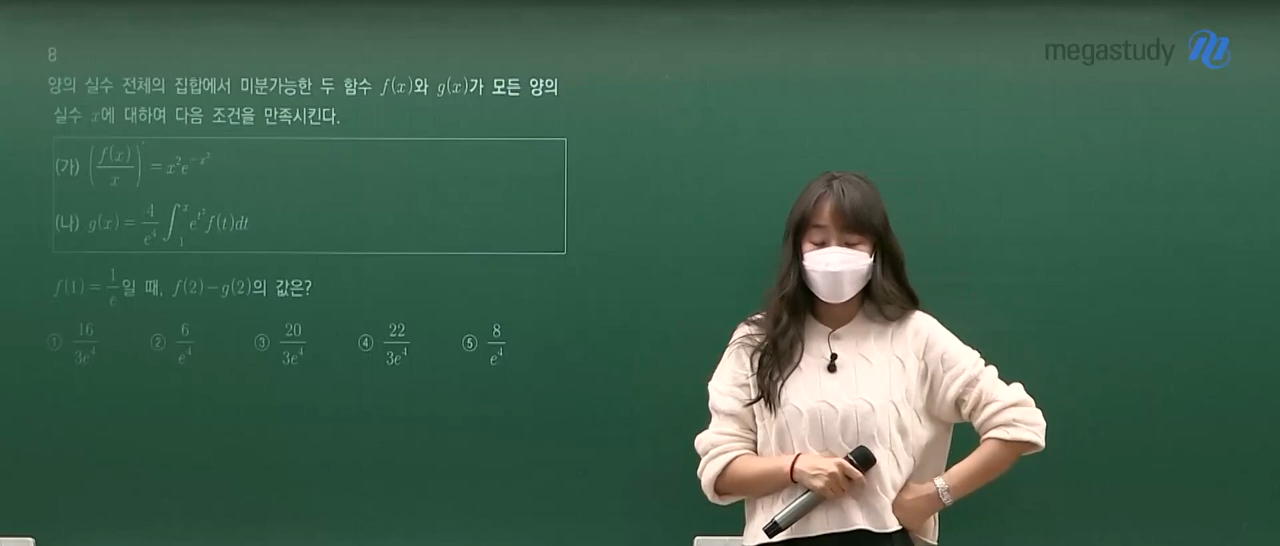 megastudy
8
양의 실수 전체의 집합에서 미분가능한 두 함수 f(x)와 g(x)가 모든 양의
실수 x에 대하여 다음 조건을 만족시킨다.
(가) (f(x)/x)′ = x²e^(-x²)
(나) g(x) = 4/e⁴ ∫₁ˣ e^(t²) f(t)dt
f(1) = 1/e일 때, f(2)−g(2)의 값은?
① 16/3e⁴ ② 6/e⁴ ③ 20/3e⁴ ④ 22/3e⁴ ⑤ 8/e⁴